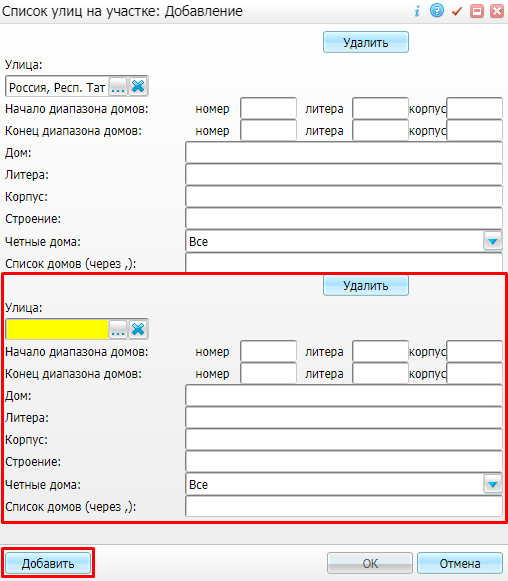 Список улиц на участке: Добавление
Удалить
Улица:
Россия, Респ. Тат ...
Начало диапазона домов: номер литера корпус
Конец диапазона домов: номер литера корпус
Дом:
Литера:
Корпус:
Строение:
Четные дома: Все
Список домов (через ,):
Удалить
Улица:
...
Начало диапазона домов: номер литера корпус
Конец диапазона домов: номер литера корпус
Дом:
Литера:
Корпус:
Строение:
Четные дома: Все
Список домов (через ,):
Добавить ОК Отмена